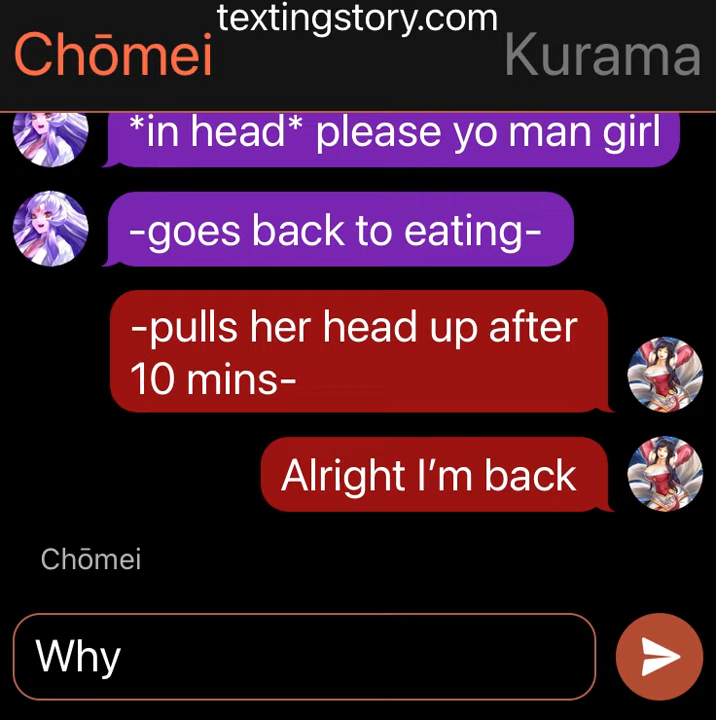 textingstory.com
Chōmei
Kurama
*in head* please yo man girl
-goes back to eating-
-pulls her head up after
10 mins-
Alright I’m back
Chōmei
Why